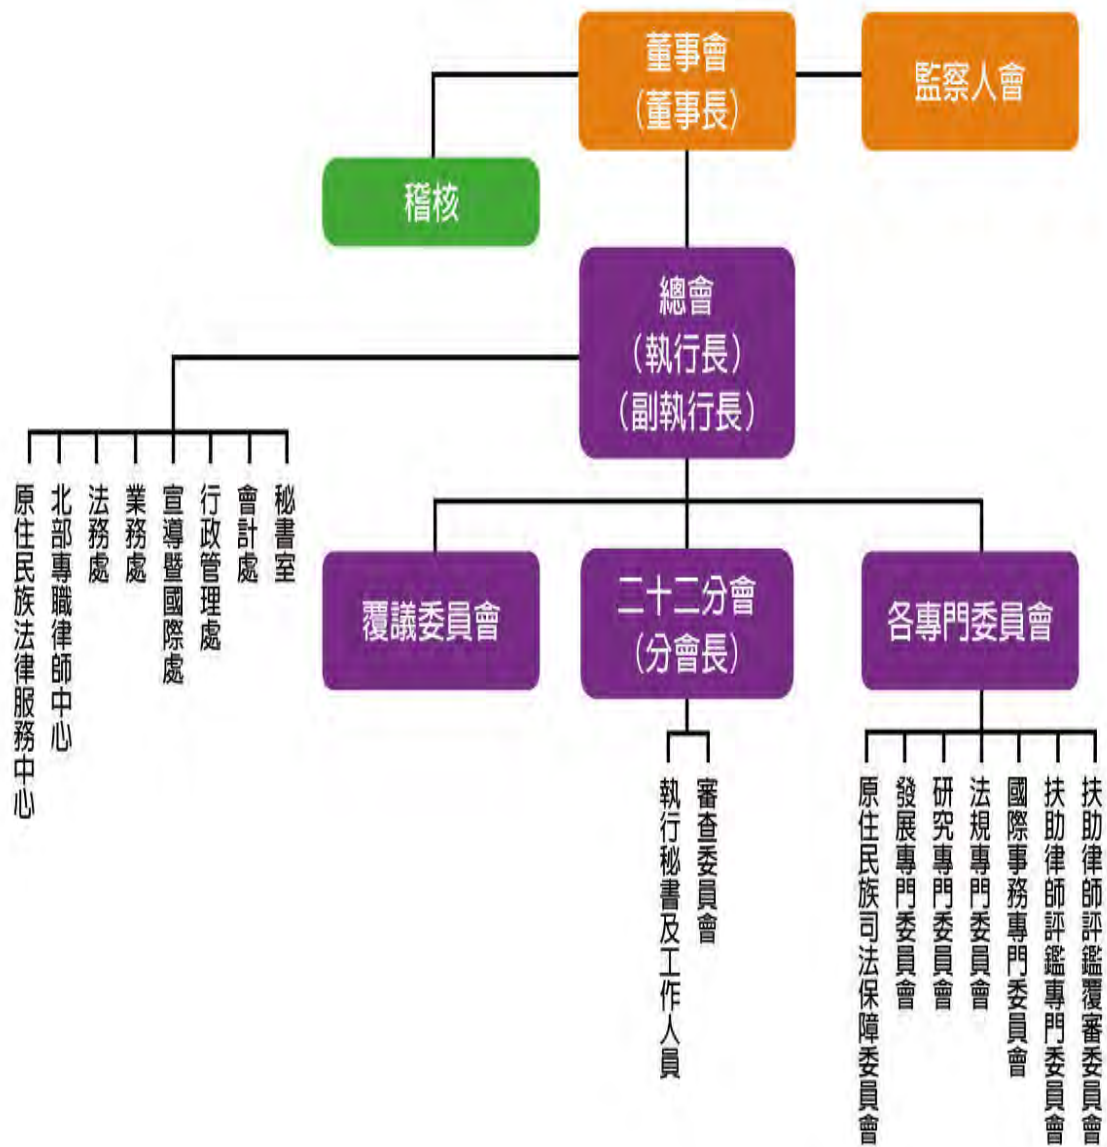 董事會
（董事長）
監察人會
稽核
總會
（執行長）
（副執行長）
原住民族法律服務中心
北部專職律師中心
法務處
業務處
宣導暨國際處
行政管理處
會計處
秘書室
覆議委員會
二十二分會
（分會長）
各專門委員會
執行秘書及工作人員
審查委員會
原住民族司法保障委員會
發展專門委員會
研究專門委員會
法規專門委員會
國際事務專門委員會
扶助律師評鑑專門委員會
扶助律師評鑑覆審委員會